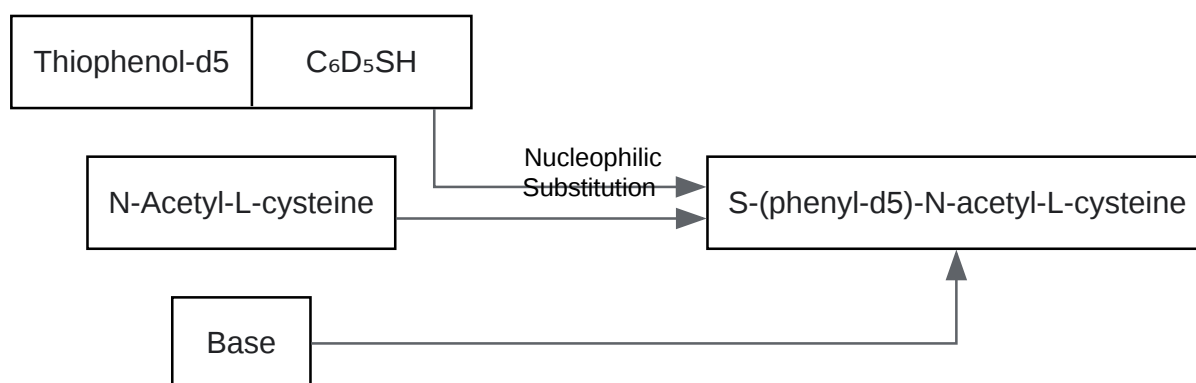 Thiophenol-d5 C₆D₅SH
Nucleophilic
Substitution
N-Acetyl-L-cysteine
S-(phenyl-d5)-N-acetyl-L-cysteine
Base